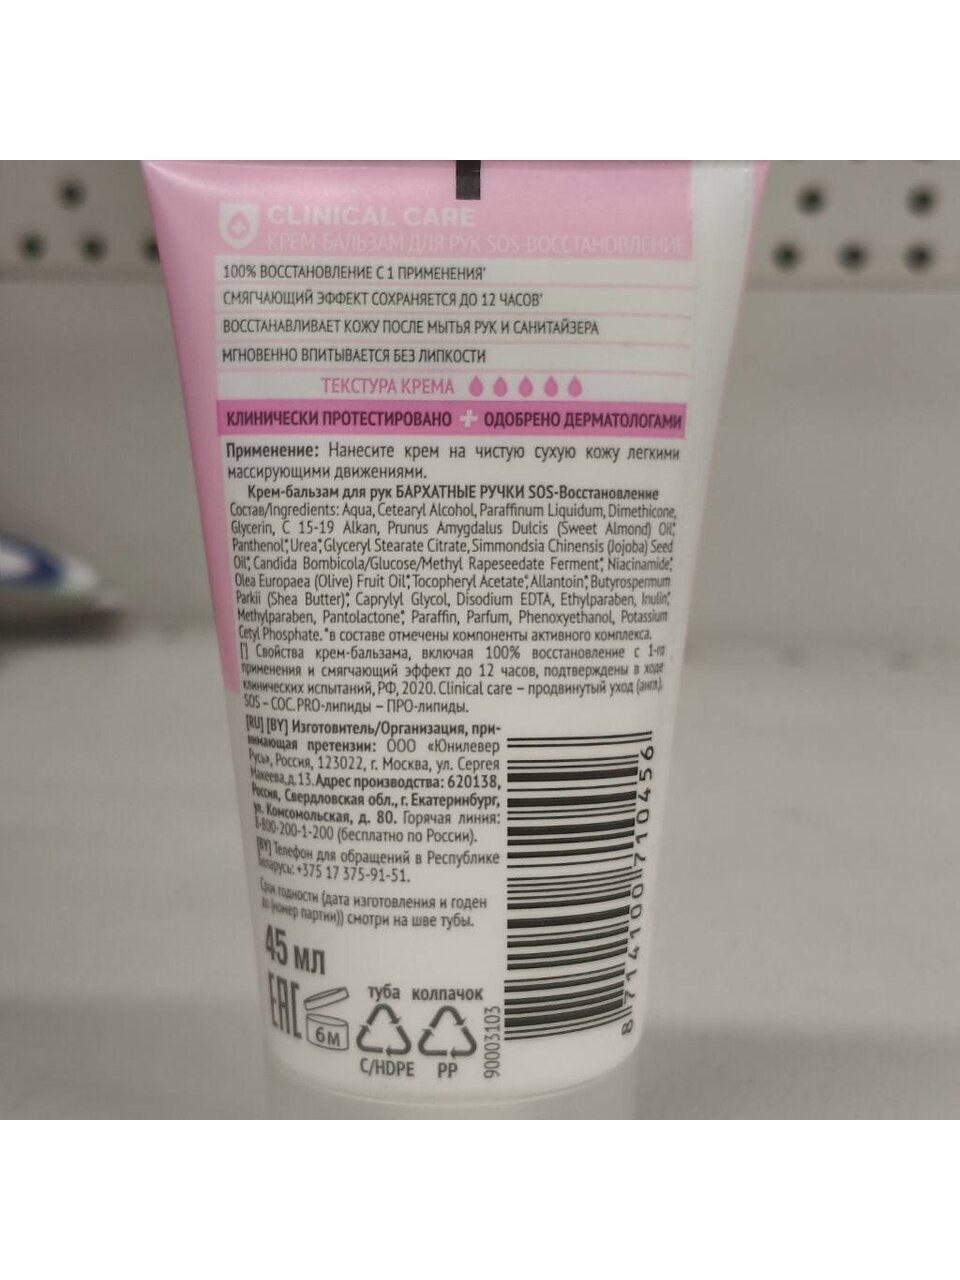 CLINICAL CARE
КРЕМ-БАЛЬЗАМ ДЛЯ РУК SOS-ВОССТАНОВЛЕНИЕ
100% ВОССТАНОВЛЕНИЕ С 1 ПРИМЕНЕНИЯ*
СМЯГЧАЮЩИЙ ЭФФЕКТ СОХРАНЯЕТСЯ ДО 12 ЧАСОВ*
ВОССТАНАВЛИВАЕТ КОЖУ ПОСЛЕ МЫТЬЯ РУК И САНИТАЙЗЕРА
МГНОВЕННО ВПИТЫВАЕТСЯ БЕЗ ЛИПКОСТИ
ТЕКСТУРА КРЕМА
КЛИНИЧЕСКИ ПРОТЕСТИРОВАНО + ОДОБРЕНО ДЕРМАТОЛОГАМИ
Применение: Нанесите крем на чистую сухую кожу легкими
массирующими движениями.
Крем-бальзам для рук БАРХАТНЫЕ РУЧКИ SOS-Восстановление
Состав/Ingredients: Aqua, Cetearyl Alcohol, Paraffinum Liquidum, Dimethicone,
Glycerin, C 15-19 Alkan, Prunus Amygdalus Dulcis (Sweet Almond) Oil*,
Panthenol*, Urea*, Glyceryl Stearate Citrate, Simmondsia Chinensis (Jojoba) Seed
Oil*, Candida Bombicola/Glucose/Methyl Rapeseedate Ferment*, Niacinamide*,
Olea Europaea (Olive) Fruit Oil*, Tocopheryl Acetate*, Allantoin*, Butyrospermum
Parkii (Shea Butter)*, Caprylyl Glycol, Disodium EDTA, Ethylparaben, Inulin*,
Methylparaben, Pantolactone*, Paraffin, Parfum, Phenoxyethanol, Potassium
Cetyl Phosphate. *в составе отмечены компоненты активного комплекса.
[*] Свойства крем-бальзама, включая 100% восстановление с 1-го
применения и смягчающий эффект до 12 часов, подтверждены в ходе
клинических испытаний, РФ, 2020. Clinical care – продвинутый уход (англ).
SOS – СОС. PRO-липиды – ПРО-липиды.
[RU] [BY] Изготовитель/Организация, при-
нимающая претензии: ООО «Юнилевер
Русь», Россия, 123022, г. Москва, ул. Сергея
Макеева, д. 13. Адрес производства: 620138,
Россия, Свердловская обл., г. Екатеринбург,
ул. Комсомольская, д. 80. Горячая линия:
8-800-200-1-200 (бесплатно по России).
[BY] Телефон для обращений в Республике
Беларусь: +375 17 375-91-51.
Срок годности (дата изготовления и годен
до (номер партии)) смотри на шве тубы.
45 мл
EAC
6М
туба колпачок
C/HDPE PP
90003103
8 714100 710456